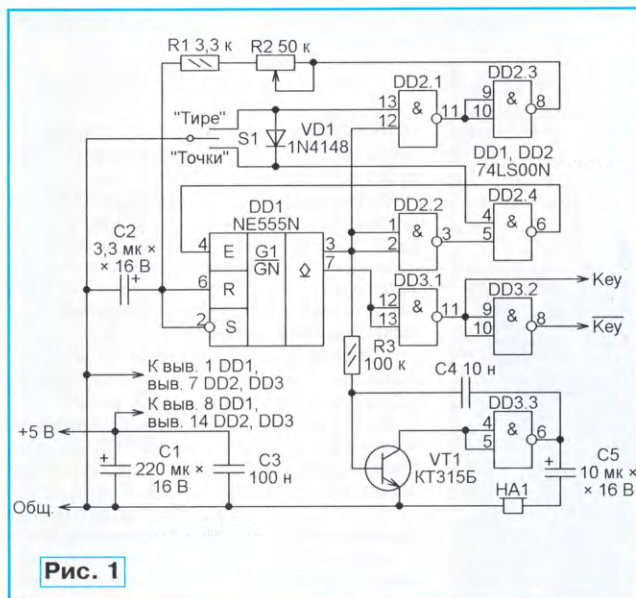 R1 3,3 к
R2 50 к
DD2.1
DD2.3
13
12
&
11
9
10
&
8
"Тире"
S1
"Точки"
VD1
1N4148
DD1, DD2
74LS00N
DD1
NE555N
DD2.2
DD2.4
C2
3,3 мк ×
× 16 В
+
4
E
6
R
2
S
G1
GN
3
7
1
2
&
3
4
5
&
6
DD3.1
DD3.2
12
13
&
11
9
10
&
8
Key
Key
R3
100 к
C4 10 н
К выв. 1 DD1,
выв. 7 DD2, DD3
К выв. 8 DD1,
выв. 14 DD2, DD3
+5 В
DD3.3
4
5
&
6
C5
10 мк ×
× 16 В
+
VT1
КТ315Б
+
C1
220 мк ×
16 В
C3
100 н
HA1
Общ.
Рис. 1